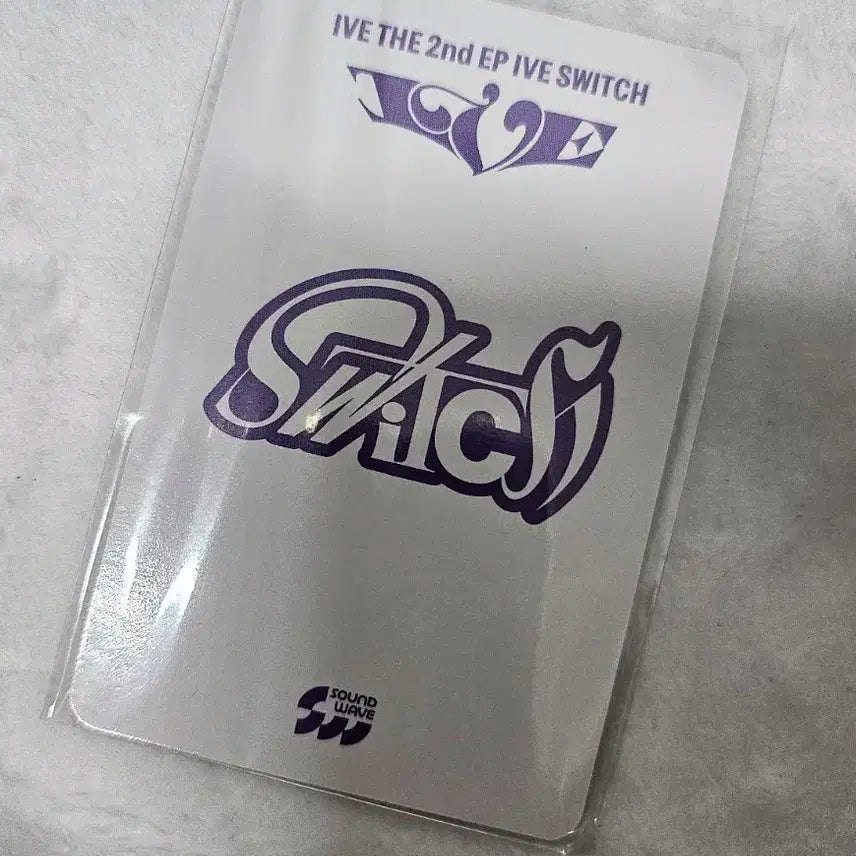 IVE THE 2nd EP IVE SWITCH
IVE
Switch
SOUND
WAVE